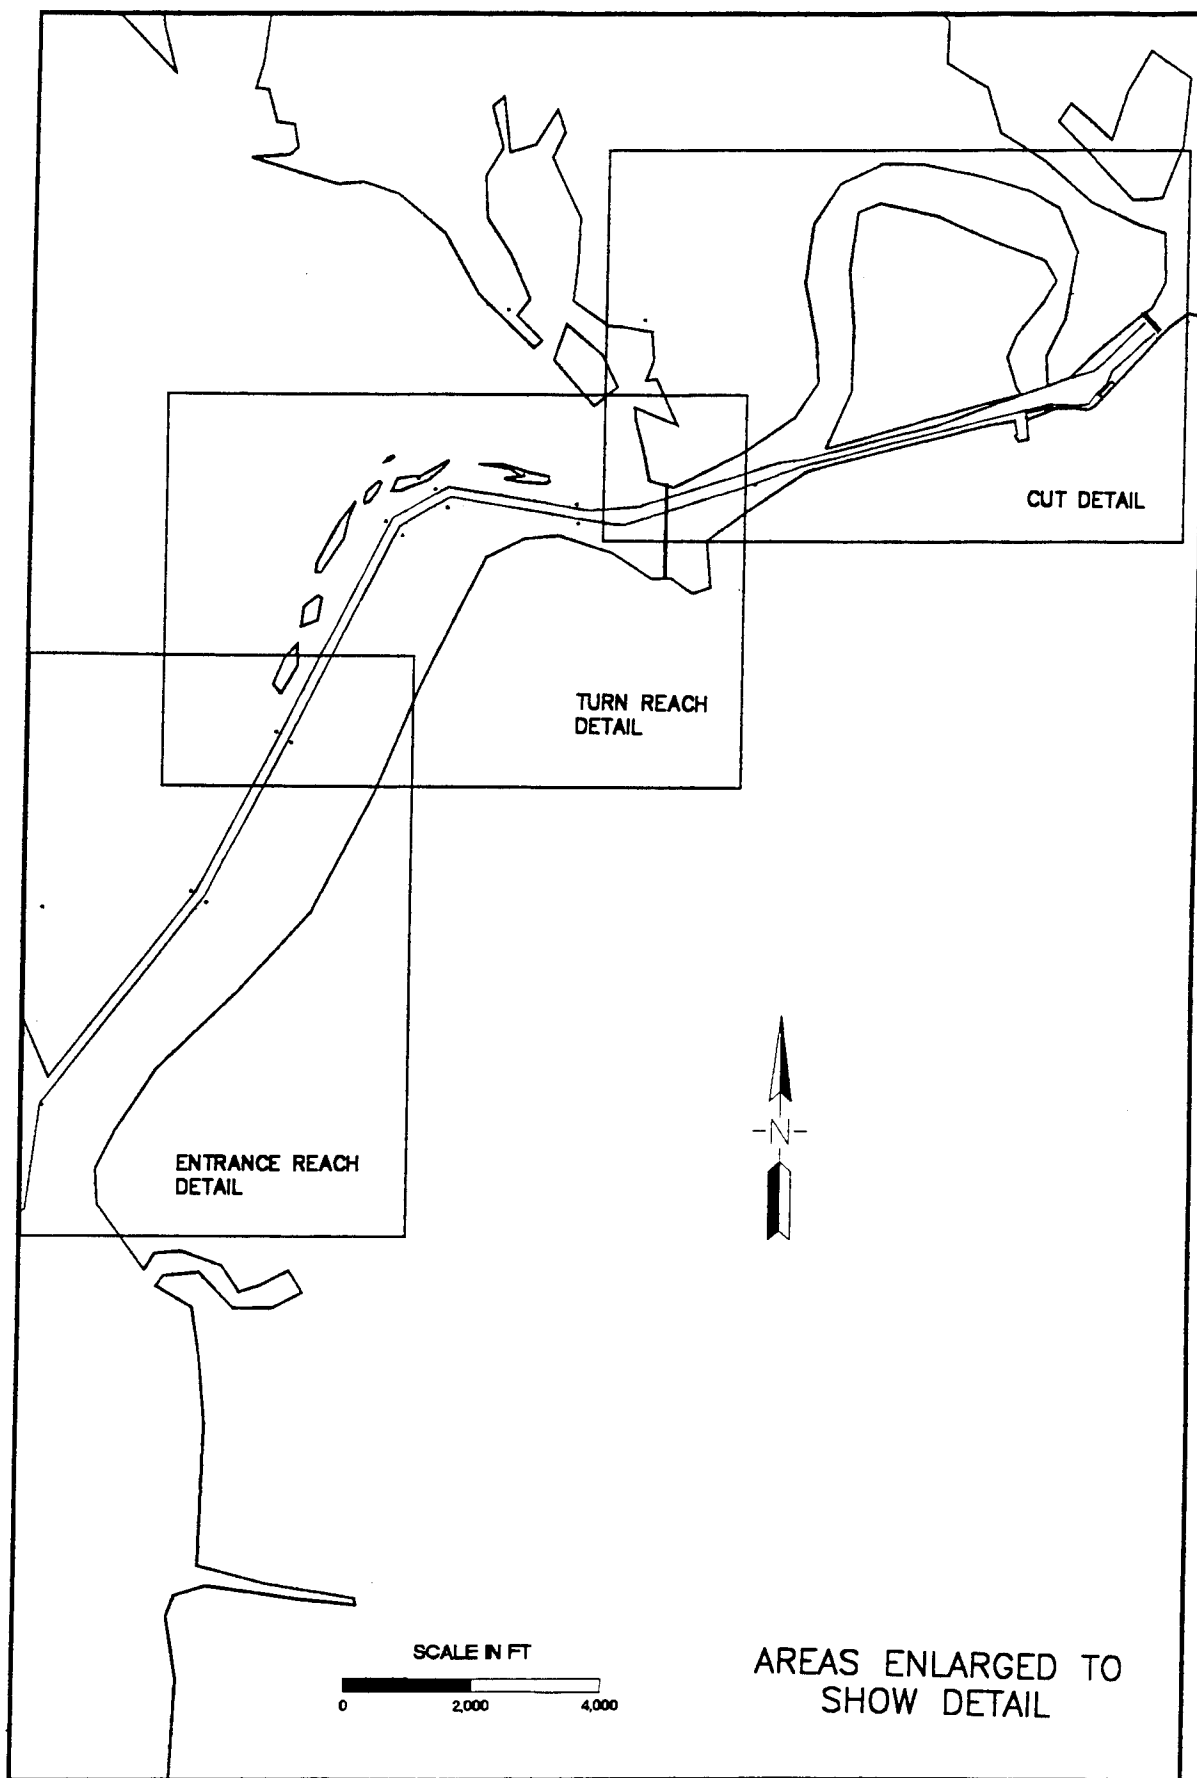 CUT DETAIL
TURN REACH
DETAIL
-N-
ENTRANCE REACH
DETAIL
SCALE IN FT
0 2,000 4,000
AREAS ENLARGED TO
SHOW DETAIL